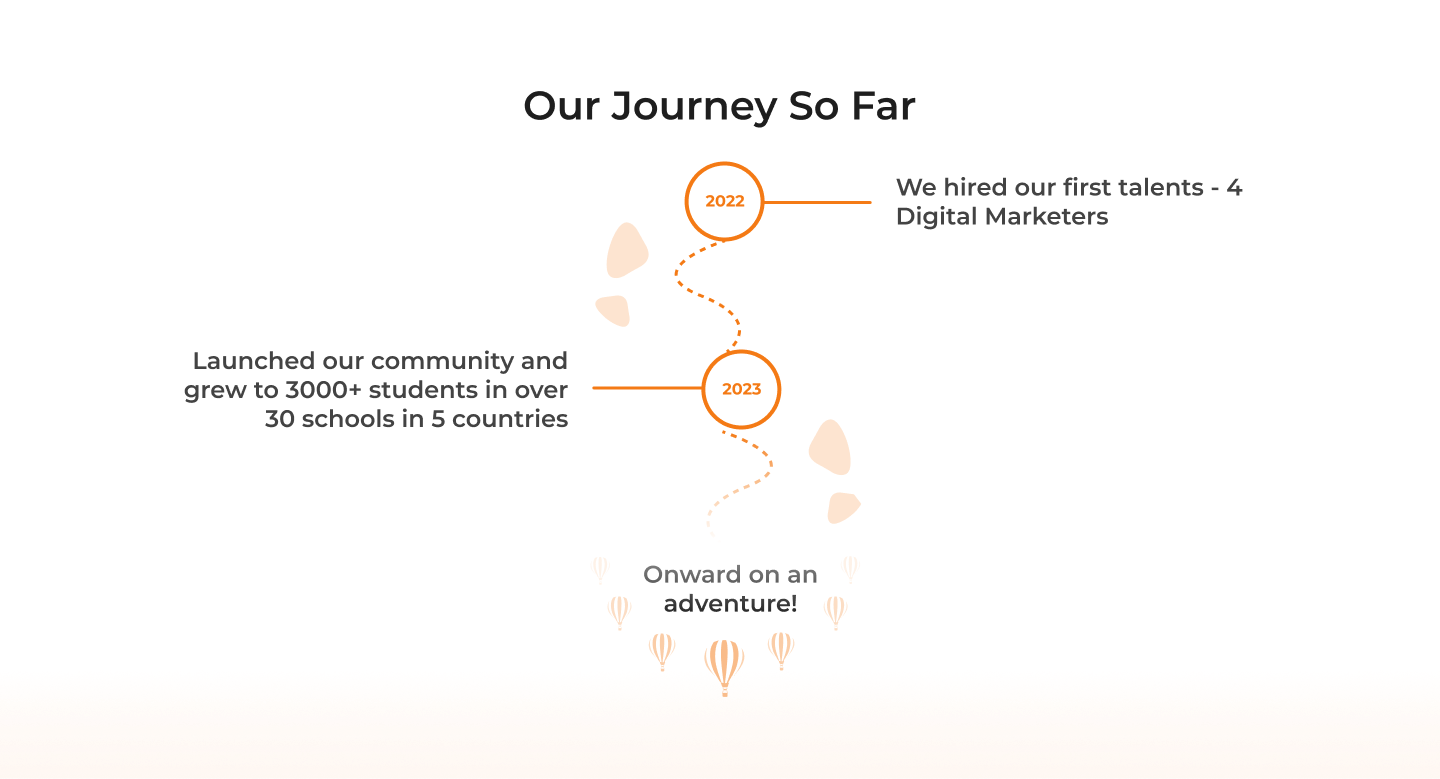 Our Journey So Far
2022
We hired our first talents - 4
Digital Marketers
Launched our community and
grew to 3000+ students in over
30 schools in 5 countries
2023
Onward on an
adventure!